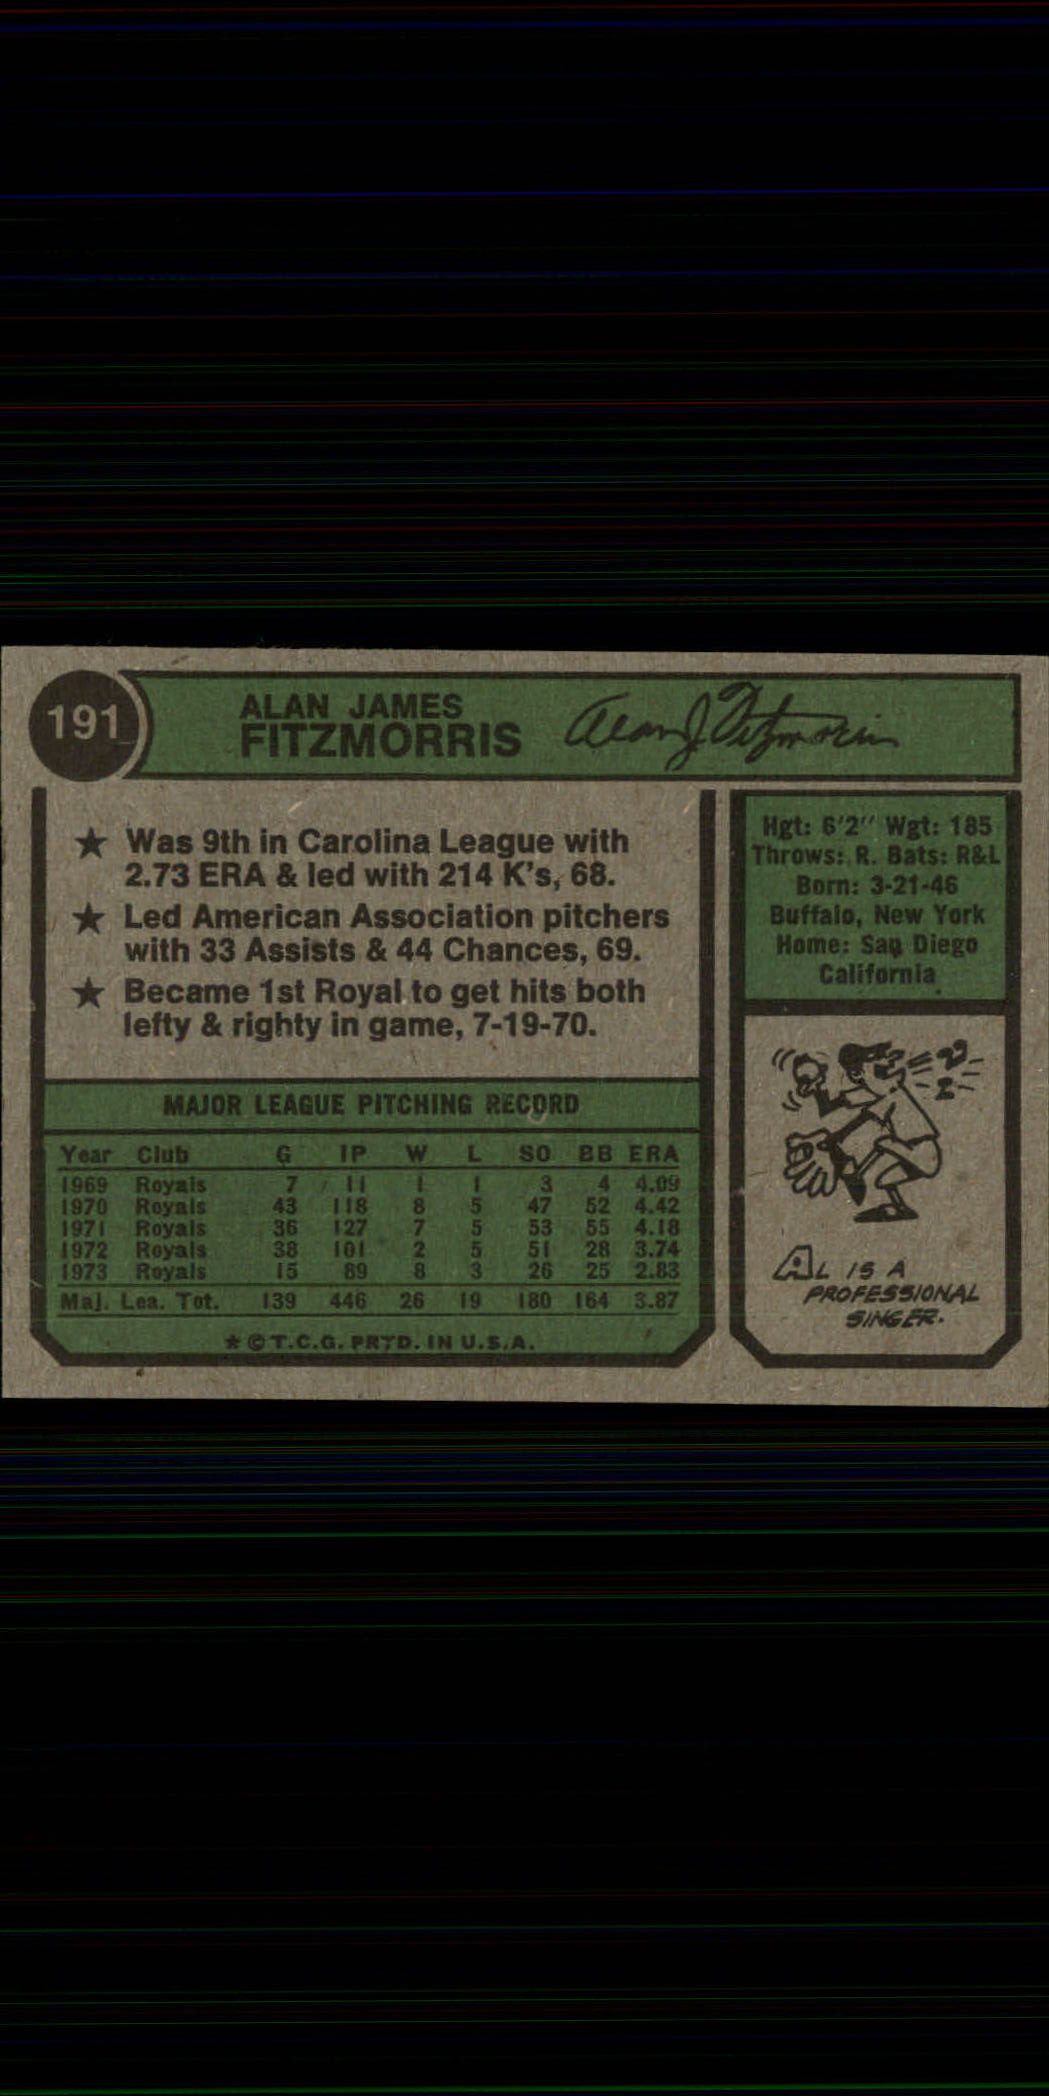 191
ALAN JAMES
FITZMORRIS
Alan J. Fitzmorris
★ Was 9th in Carolina League with
2.73 ERA & led with 214 K's, 68.
★ Led American Association pitchers
with 33 Assists & 44 Chances, 69.
★ Became 1st Royal to get hits both
lefty & righty in game, 7-19-70.
MAJOR LEAGUE PITCHING RECORD
Year Club G IP W L SO BB ERA
1969 Royals 7 11 1 1 3 4 4.09
1970 Royals 43 118 8 5 47 52 4.42
1971 Royals 36 127 7 5 53 55 4.18
1972 Royals 38 101 2 5 51 28 3.74
1973 Royals 15 89 8 3 26 25 2.83
Maj. Lea. Tot. 139 446 26 19 180 164 3.87
★ © T.C.G. PRTD. IN U.S.A.
Hgt: 6'2" Wgt: 185
Throws: R. Bats: R&L
Born: 3-21-46
Buffalo, New York
Home: San Diego
California
AL IS A
PROFESSIONAL
SINGER.